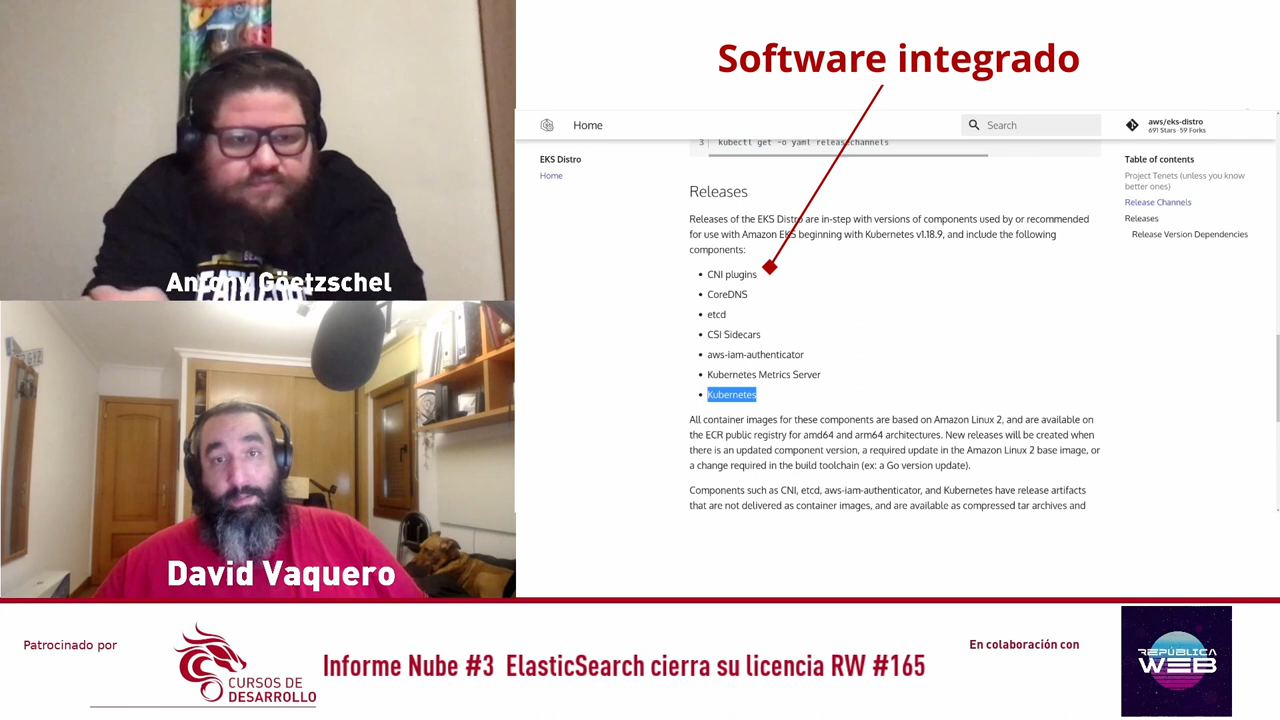 Antony Göetzschel
David Vaquero
Software integrado
Home
Search
aws/eks-distro
691 Stars · 59 Forks
3 kubectl get -o yaml releasechannels
EKS Distro
Home
Table of contents
Project Tenets (unless you know
better ones)
Release Channels
Releases
Release Version Dependencies
Releases
Releases of the EKS Distro are in-step with versions of components used by or recommended
for use with Amazon EKS beginning with Kubernetes v1.18.9, and include the following
components:
• CNI plugins
• CoreDNS
• etcd
• CSI Sidecars
• aws-iam-authenticator
• Kubernetes Metrics Server
• Kubernetes
All container images for these components are based on Amazon Linux 2, and are available on
the ECR public registry for amd64 and arm64 architectures. New releases will be created when
there is an updated component version, a required update in the Amazon Linux 2 base image, or
a change required in the build toolchain (ex: a Go version update).
Components such as CNI, etcd, aws-iam-authenticator, and Kubernetes have release artifacts
that are not delivered as container images, and are available as compressed tar archives and
Patrocinado por
CURSOS DE
DESARROLLO
Informe Nube #3 ElasticSearch cierra su licencia RW #165
En colaboración con
REPÚBLICA
WEB